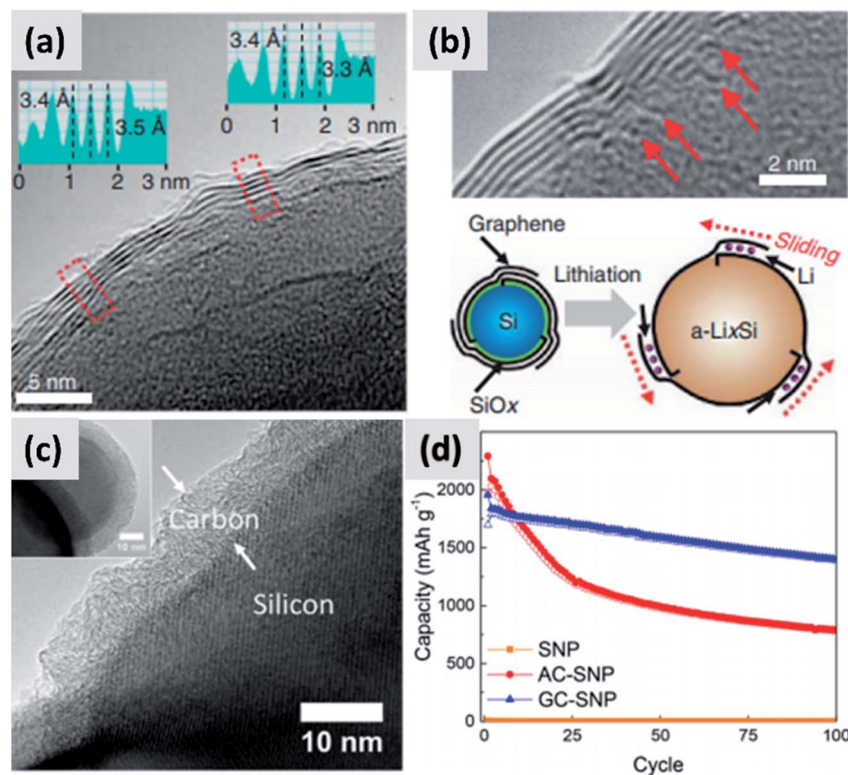 (a)
3.4 Å
3.3 Å
0 1 2 3 nm
3.4 Å
3.5 Å
0 1 2 3 nm
5 nm
(b)
2 nm
Graphene
Lithiation
Sliding
Li
Si
a-LixSi
SiOx
(c)
10 nm
Carbon
Silicon
10 nm
(d)
Capacity (mAh g⁻¹)
2000
1500
1000
500
0
SNP
AC-SNP
GC-SNP
0 25 50 75 100
Cycle